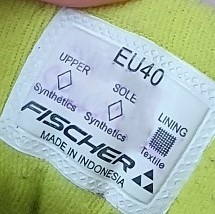 EU40
UPPER SOLE LINING
Synthetics Synthetics Textile
FISCHER
MADE IN INDONESIA